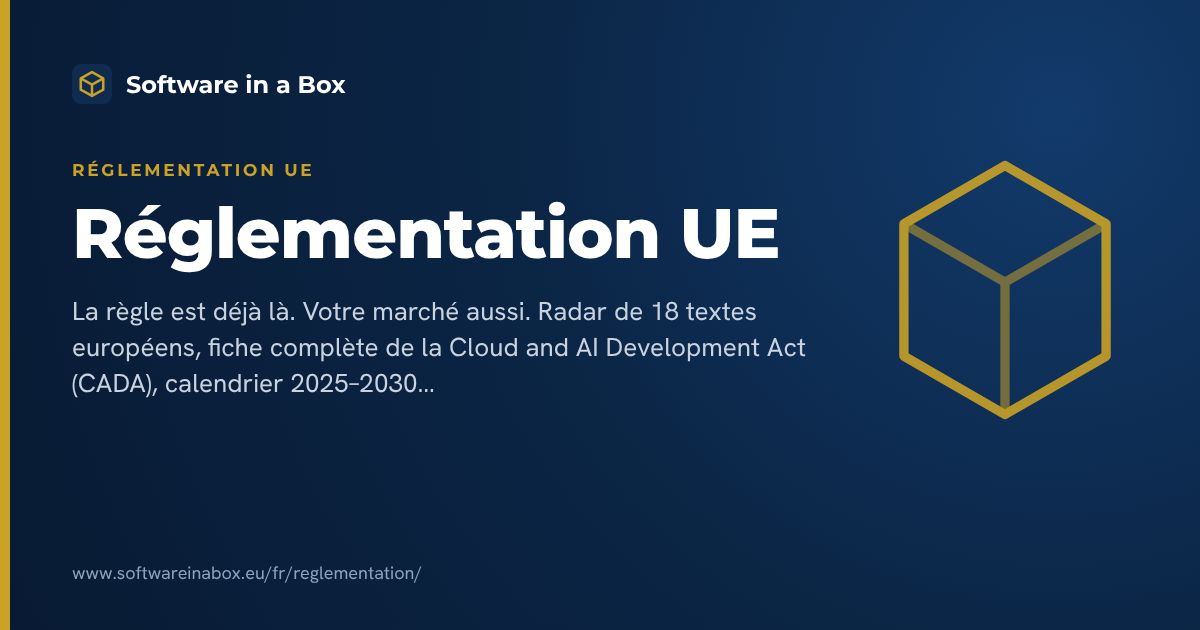 Software in a Box
RÉGLEMENTATION UE
Réglementation UE
La règle est déjà là. Votre marché aussi. Radar de 18 textes
européens, fiche complète de la Cloud and AI Development Act
(CADA), calendrier 2025–2030…
www.softwareinabox.eu/fr/reglementation/